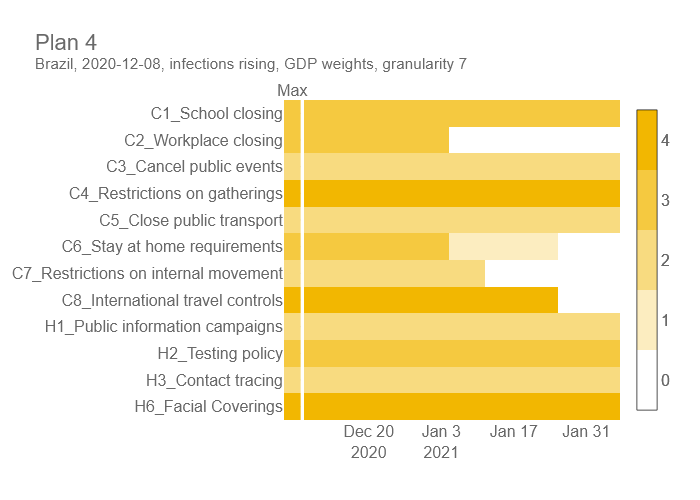 Plan 4
Brazil, 2020-12-08, infections rising, GDP weights, granularity 7
Max
C1_School closing
C2_Workplace closing
C3_Cancel public events
C4_Restrictions on gatherings
C5_Close public transport
C6_Stay at home requirements
C7_Restrictions on internal movement
C8_International travel controls
H1_Public information campaigns
H2_Testing policy
H3_Contact tracing
H6_Facial Coverings
Dec 20 Jan 3 Jan 17 Jan 31
2020 2021
4
3
2
1
0